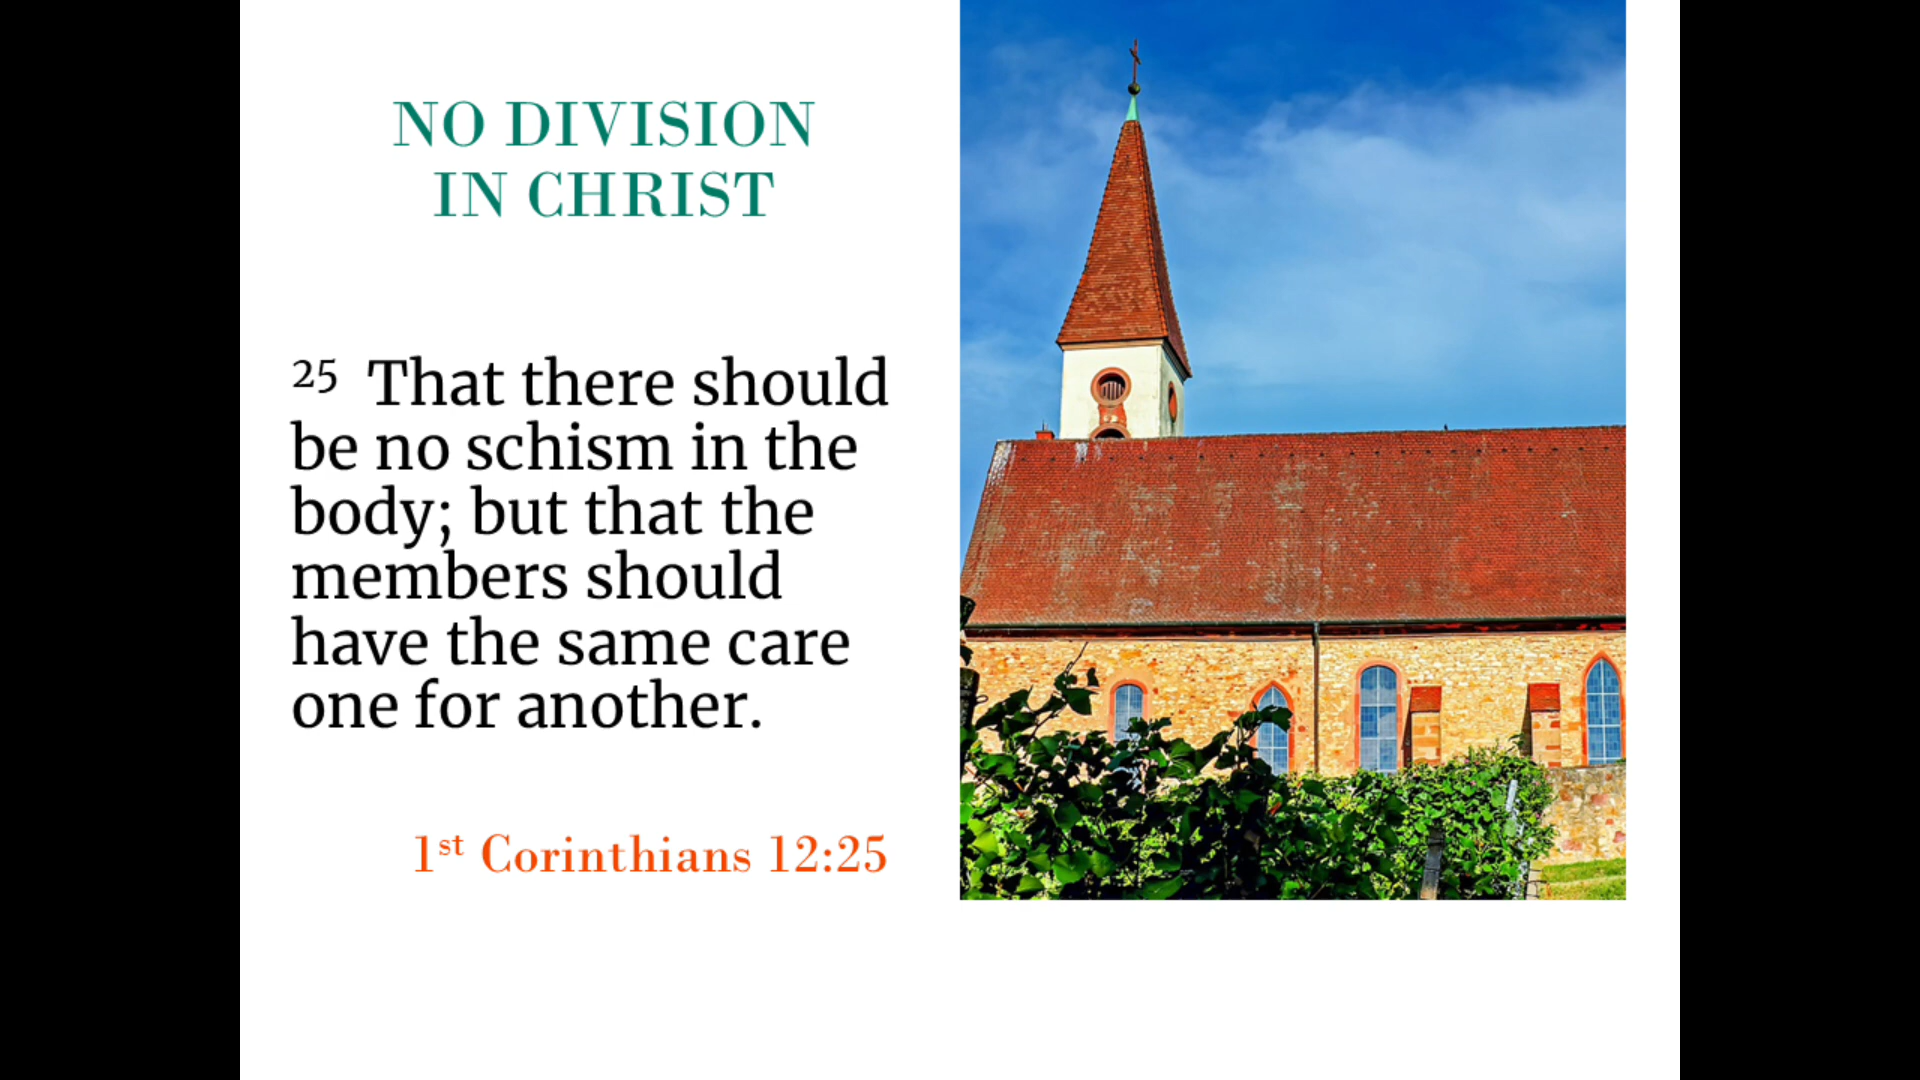 NO DIVISION
IN CHRIST
25 That there should
be no schism in the
body; but that the
members should
have the same care
one for another.
1st Corinthians 12:25